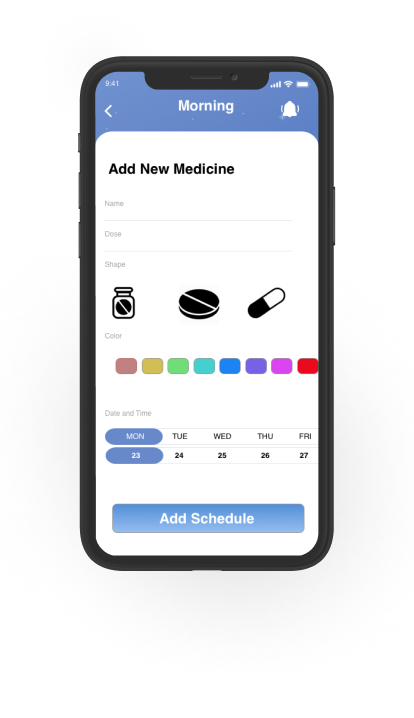 9:41
Morning
Add New Medicine
Name
Dose
Shape
Color
Date and Time
MON TUE WED THU FRI
23 24 25 26 27
Add Schedule